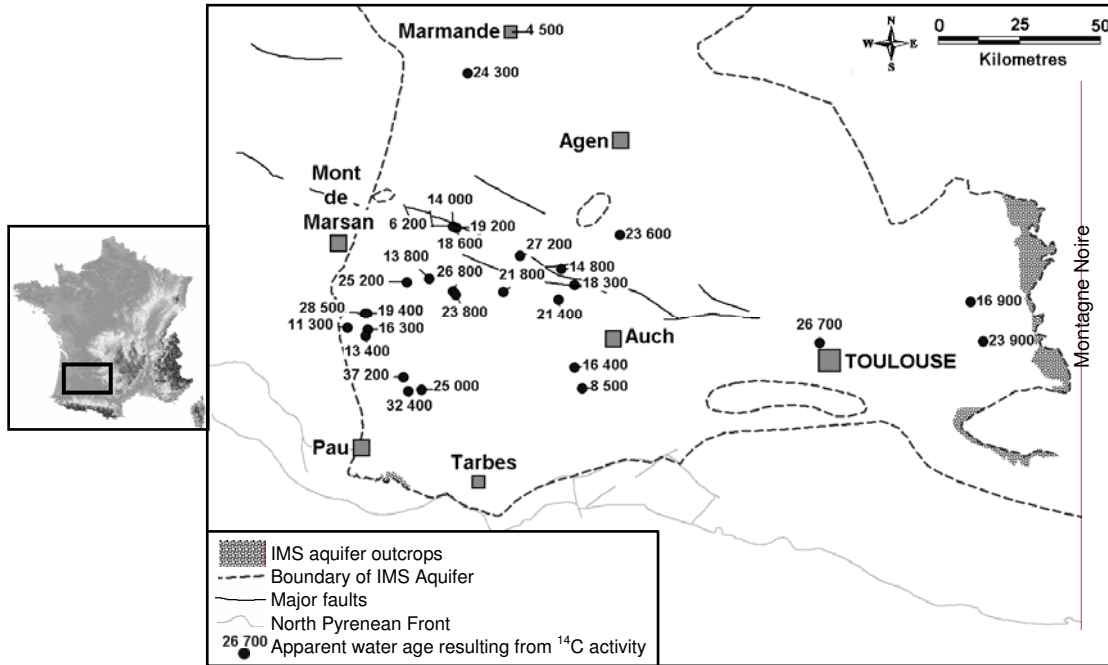 Marmande
4 500
24 300
N
W E
S
0 25 50
Kilometres
Agen
Mont
de
Marsan
14 000
6 200
19 200
18 600
27 200
23 600
13 800
26 800
21 800
14 800
25 200
18 300
23 800
21 400
28 500
19 400
11 300
16 300
13 400
Auch
26 700
16 900
23 900
TOULOUSE
Montagne Noire
37 200
25 000
32 400
16 400
8 500
Pau
Tarbes
IMS aquifer outcrops
Boundary of IMS Aquifer
Major faults
North Pyrenean Front
26 700 Apparent water age resulting from ¹⁴C activity